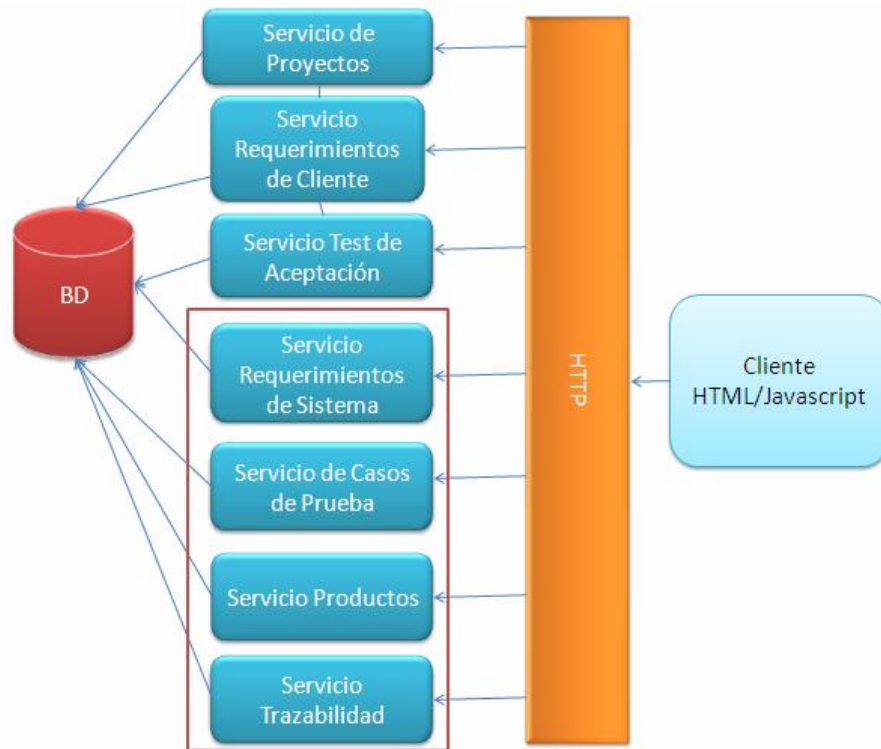 Servicio de
Proyectos
Servicio
Requerimientos
de Cliente
Servicio Test de
Aceptación
BD
Servicio
Requerimientos
de Sistema
HTTP
Cliente
HTML/Javascript
Servicio de Casos
de Prueba
Servicio Productos
Servicio
Trazabilidad